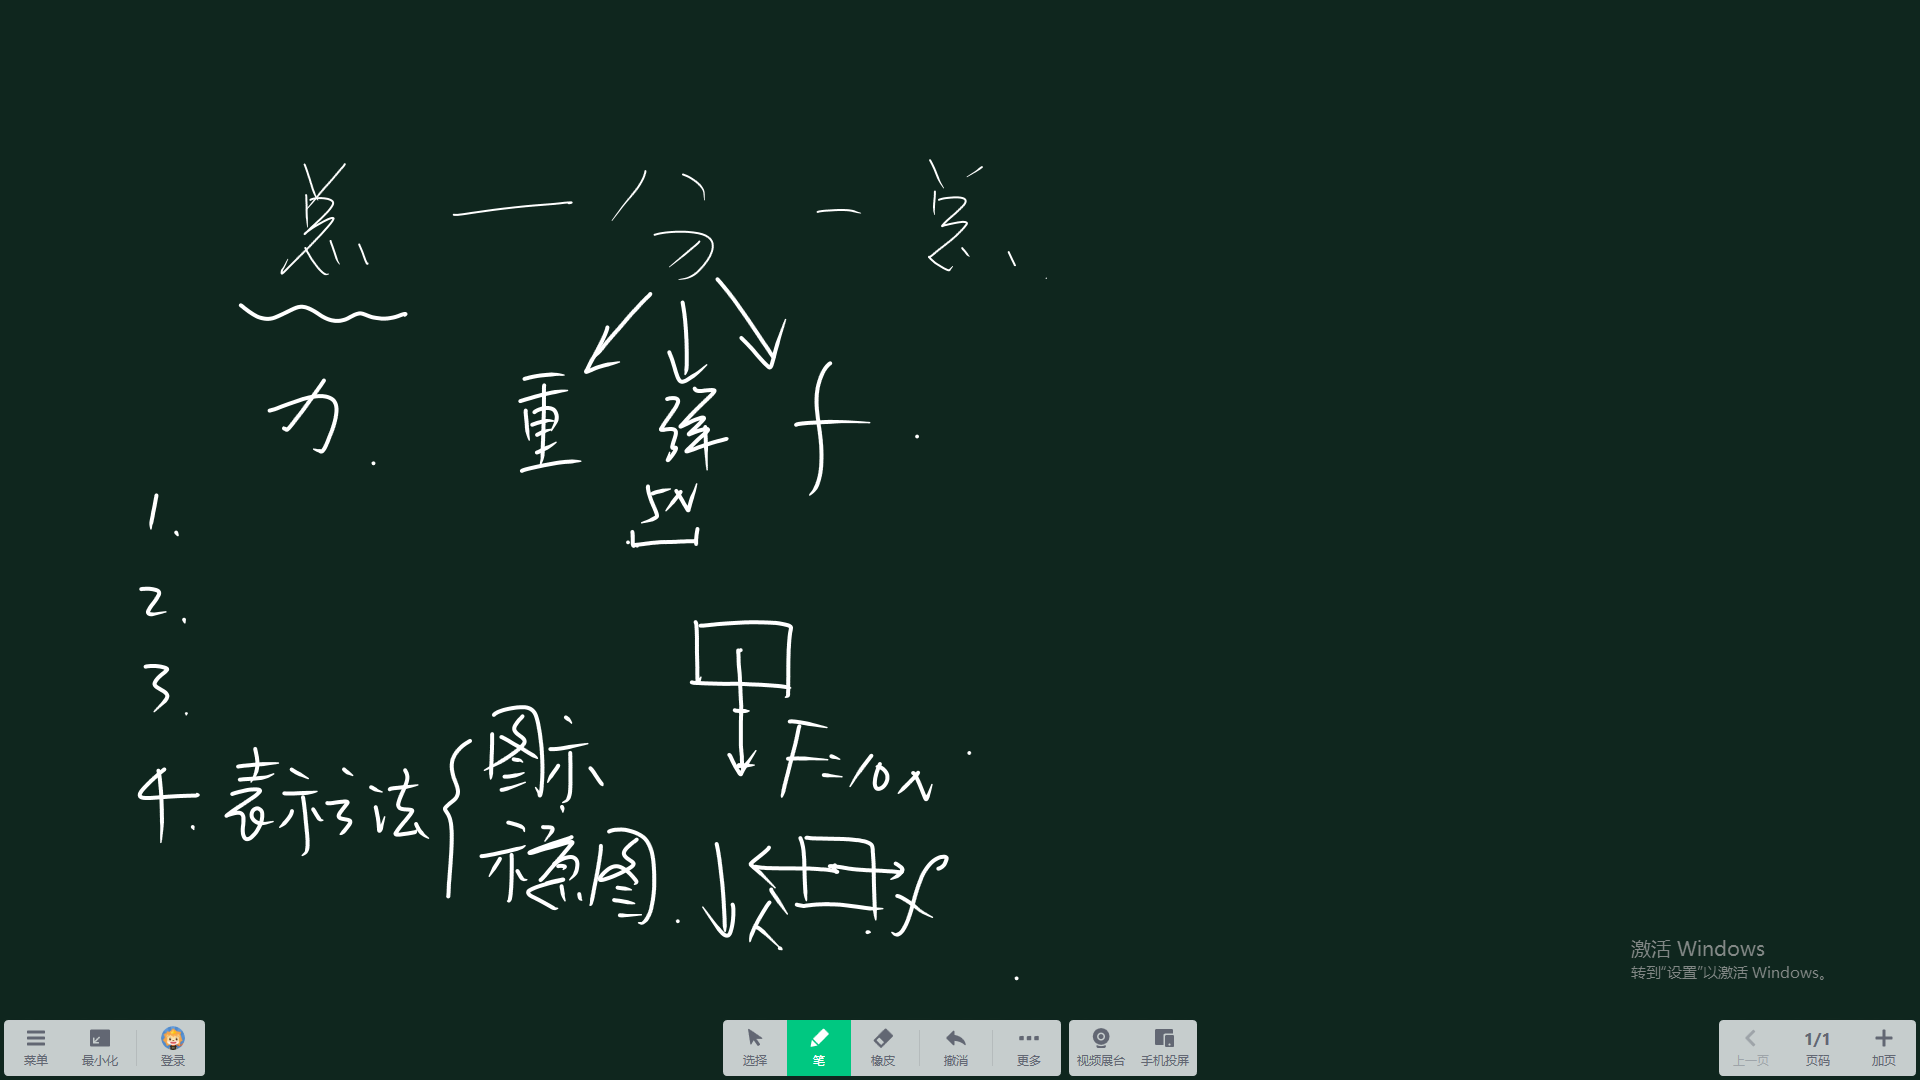 总 — 分 - 总
力. 重 弹 f
5N
1.
2.
3.
F=10N
4. 表示法 { 图示
示意图. f
激活 Windows
转到“设置”以激活 Windows。
菜单 最小化 登录 选择 笔 橡皮 撤消 更多 视频展台 手机投屏 上一页 1/1 页码 加页